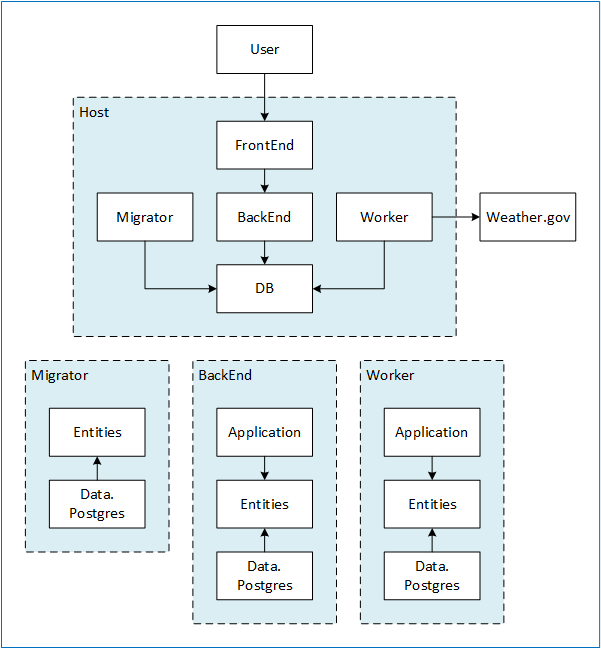 User
Host
FrontEnd
Migrator
BackEnd
Worker
Weather.gov
DB
Migrator
Entities
Data.
Postgres
BackEnd
Application
Entities
Data.
Postgres
Worker
Application
Entities
Data.
Postgres